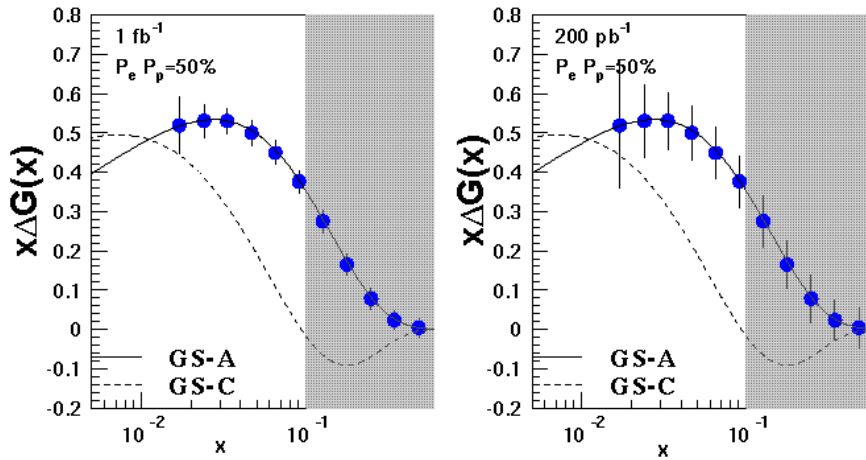 0.8
0.7
0.6
0.5
0.4
0.3
0.2
0.1
0
-0.1
-0.2
xΔG(x)
1 fb⁻¹
PₑPₚ=50%
GS-A
GS-C
10⁻²
10⁻¹
x
0.8
0.7
0.6
0.5
0.4
0.3
0.2
0.1
0
-0.1
-0.2
xΔG(x)
200 pb⁻¹
PₑPₚ=50%
GS-A
GS-C
10⁻²
10⁻¹
x